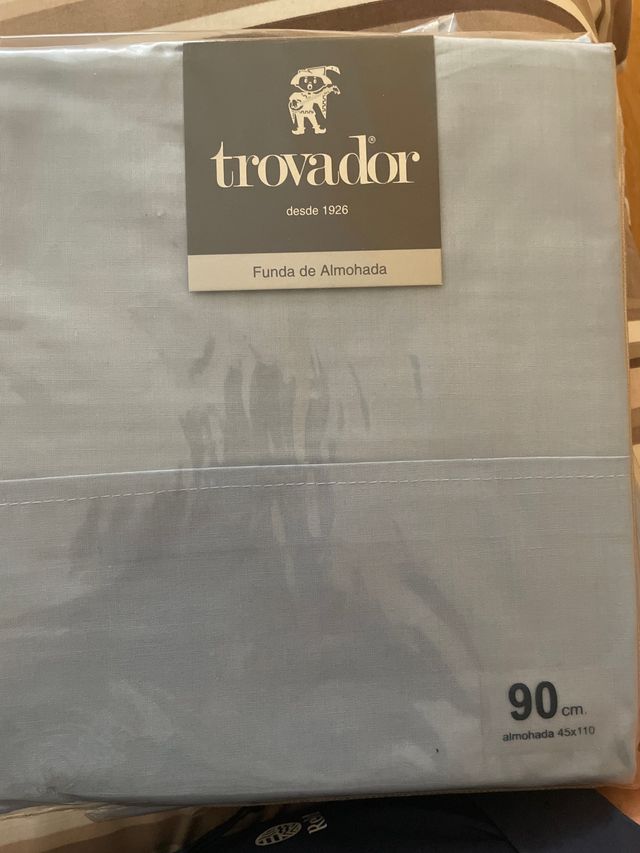 trovador®
desde 1926
Funda de Almohada
90 cm.
almohada 45x110